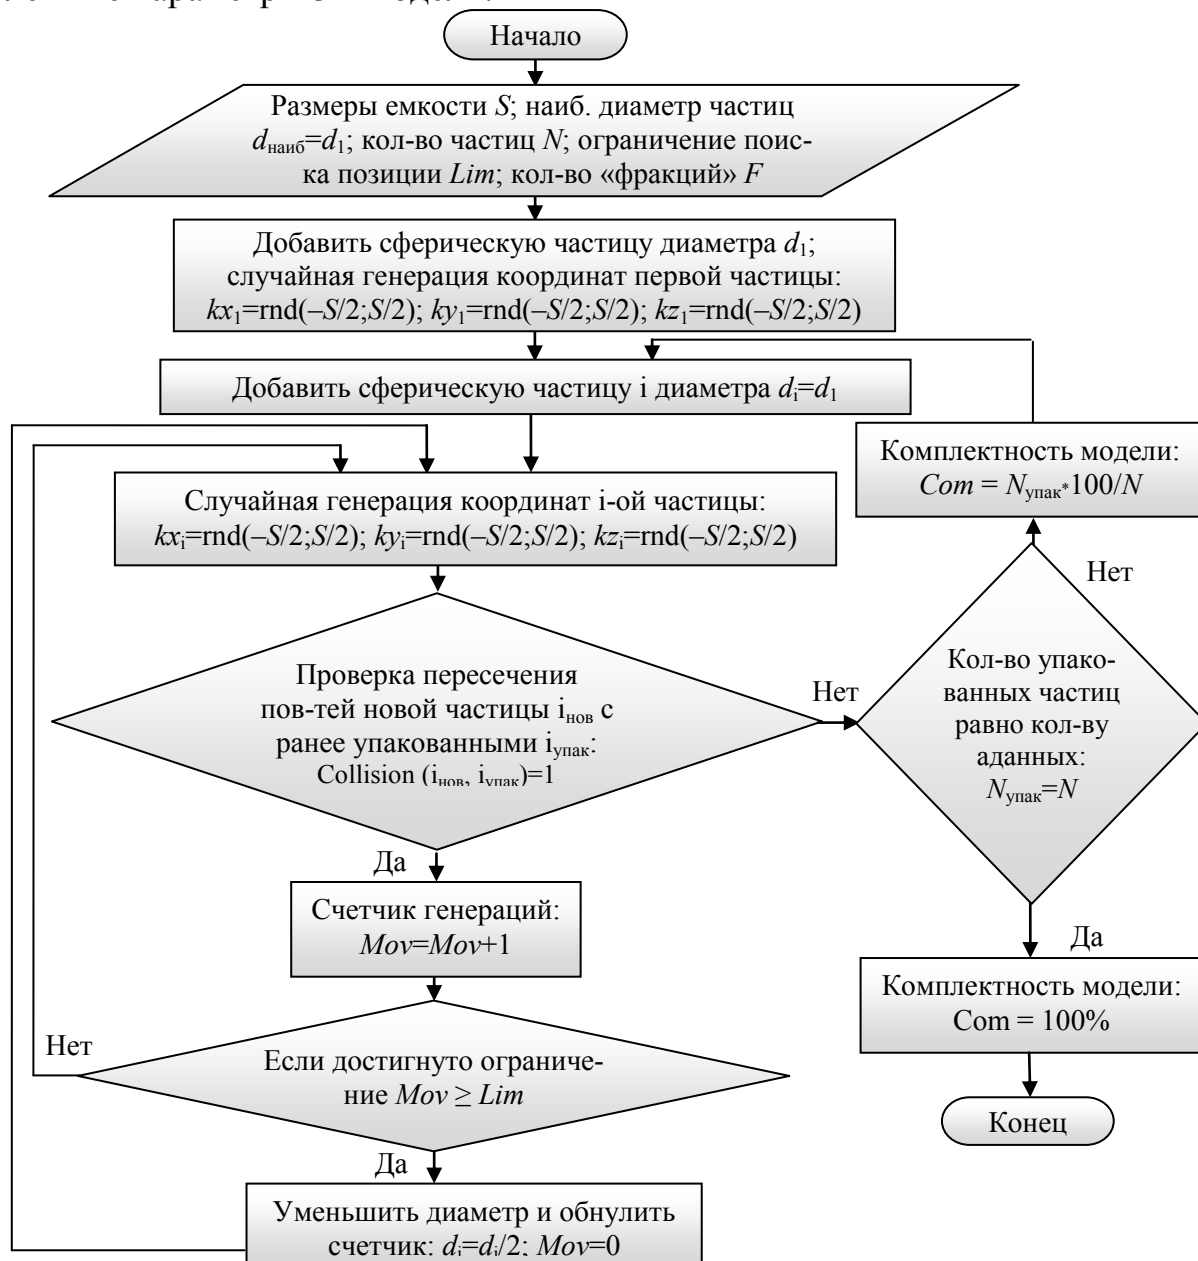 Начало
Размеры емкости S; наиб. диаметр частиц
dнаиб=d1; кол-во частиц N; ограничение поис-
ка позиции Lim; кол-во «фракций» F
Добавить сферическую частицу диаметра d1;
случайная генерация координат первой частицы:
kx1=rnd(–S/2;S/2); ky1=rnd(–S/2;S/2); kz1=rnd(–S/2;S/2)
Добавить сферическую частицу i диаметра di=d1
Случайная генерация координат i-ой частицы:
kxi=rnd(–S/2;S/2); kyi=rnd(–S/2;S/2); kzi=rnd(–S/2;S/2)
Комплектность модели:
Com = Nупак*100/N
Нет
Проверка пересечения
пов-тей новой частицы iнов с
ранее упакованными iупак:
Collision (iнов, iупак)=1
Нет
Кол-во упако-
ванных частиц
равно кол-ву
аданных:
Nупак=N
Да
Счетчик генераций:
Mov=Mov+1
Да
Комплектность модели:
Com = 100%
Нет
Если достигнуто ограниче-
ние Mov ≥ Lim
Конец
Да
Уменьшить диаметр и обнулить
счетчик: di=di/2; Mov=0